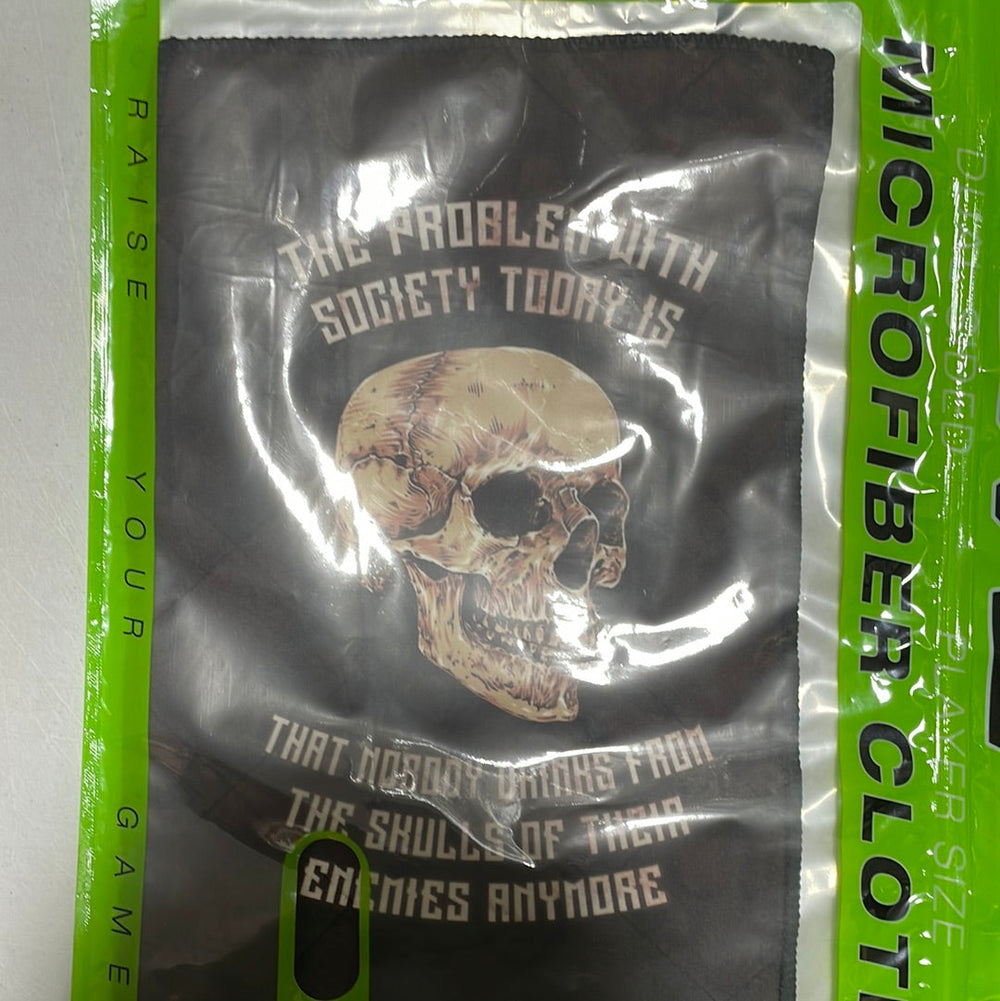 THE PROBLEM WITH
SOCIETY TODAY IS
THAT NOBODY DRINKS FROM
THE SKULLS OF THEIR
ENEMIES ANYMORE
RAISE YOUR GAME
MICROFIBER CLOT
PLAYER SIZE